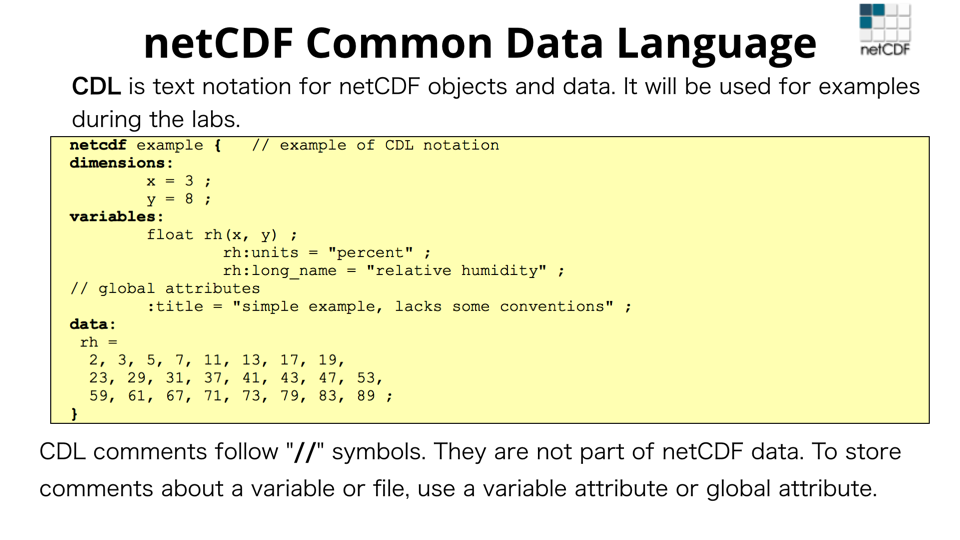 netCDF Common Data Language
netCDF
CDL is text notation for netCDF objects and data. It will be used for examples
during the labs.
netcdf example {   // example of CDL notation
dimensions:
        x = 3 ;
        y = 8 ;
variables:
        float rh(x, y) ;
                rh:units = "percent" ;
                rh:long_name = "relative humidity" ;
// global attributes
        :title = "simple example, lacks some conventions" ;
data:
 rh =
  2, 3, 5, 7, 11, 13, 17, 19,
  23, 29, 31, 37, 41, 43, 47, 53,
  59, 61, 67, 71, 73, 79, 83, 89 ;
}
CDL comments follow "//" symbols. They are not part of netCDF data. To store
comments about a variable or file, use a variable attribute or global attribute.